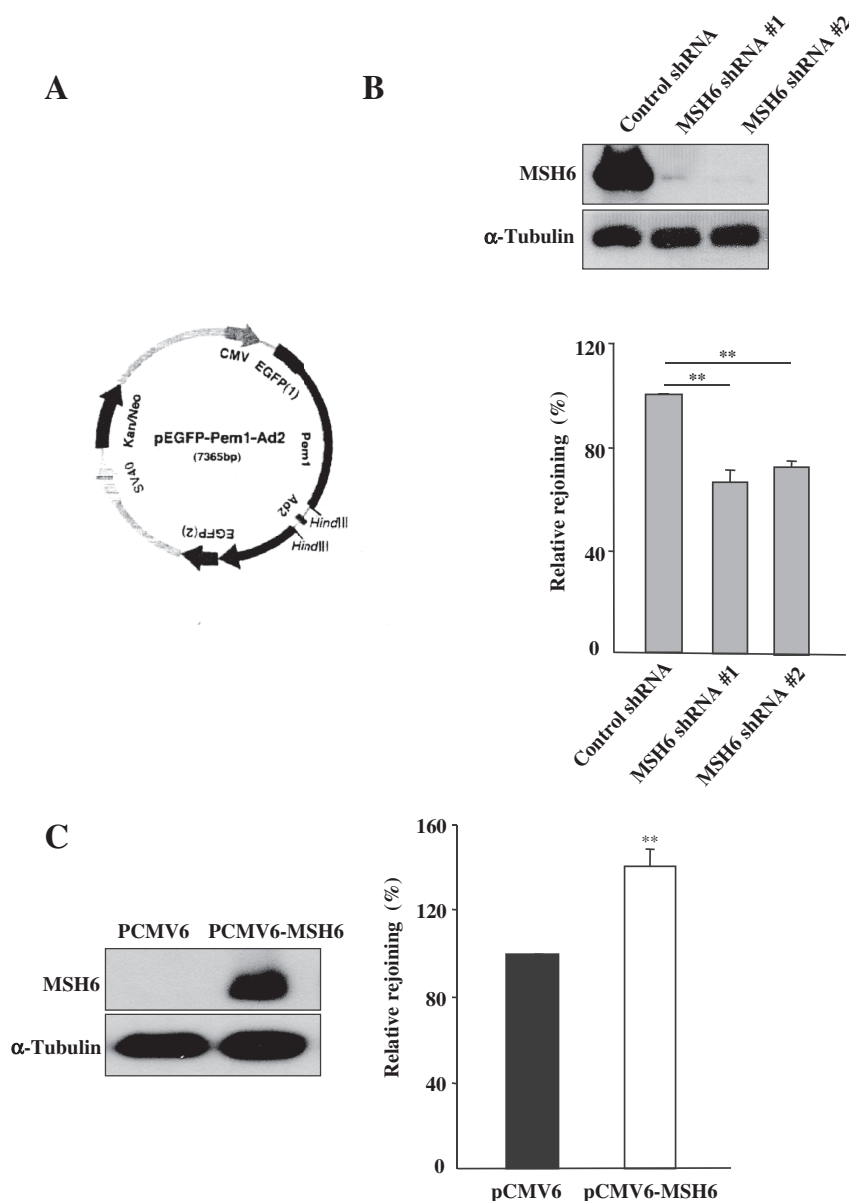 A
B
Control shRNA
MSH6 shRNA #1
MSH6 shRNA #2
MSH6
α-Tubulin
CMV
EGFP(1)
Kan/Neo
pEGFP-Pem1-Ad2
(7365bp)
Pem1
SV40
Ad2
HindIII
HindIII
EGFP(2)
Relative rejoining (%)
120
80
40
0
**
**
Control shRNA
MSH6 shRNA #1
MSH6 shRNA #2
C
PCMV6 PCMV6-MSH6
MSH6
α-Tubulin
Relative rejoining (%)
160
120
80
40
0
**
pCMV6 pCMV6-MSH6